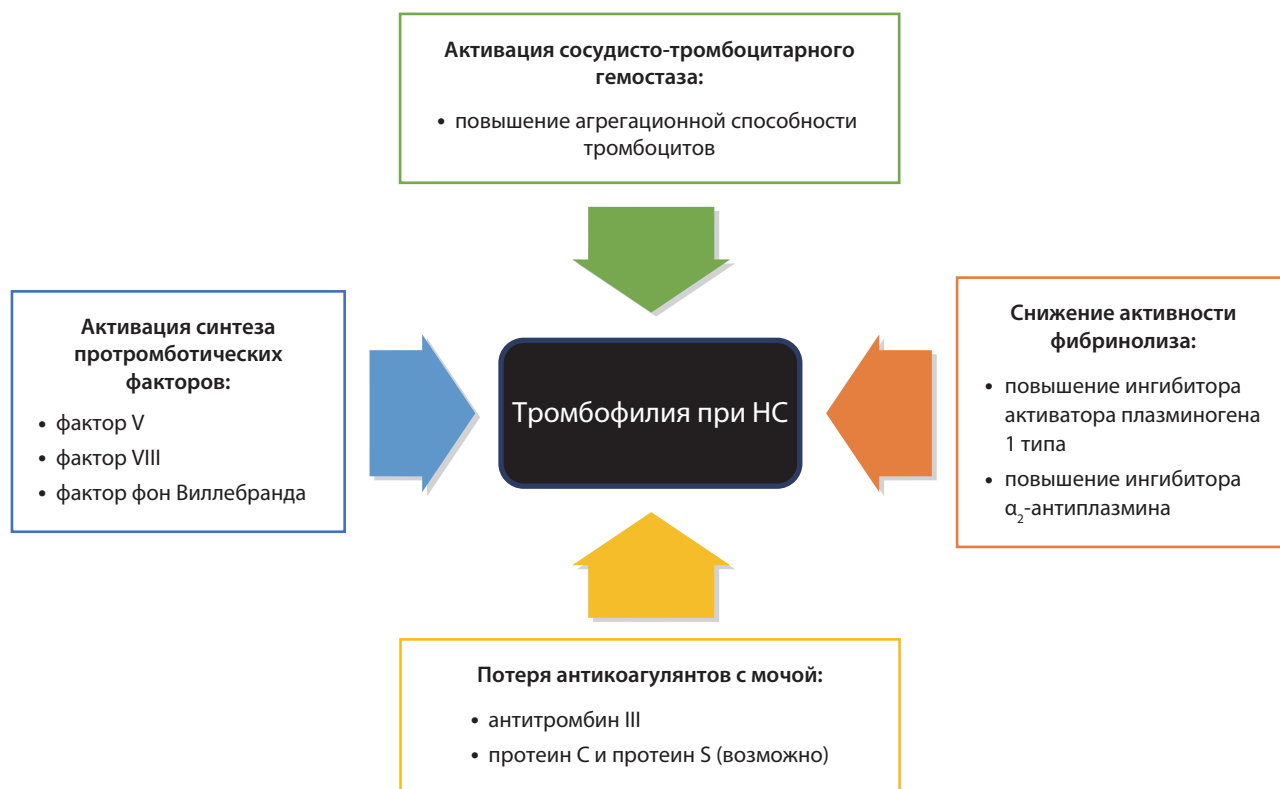 Активация сосудисто-тромбоцитарного
гемостаза:
• повышение агрегационной способности
тромбоцитов
Активация синтеза
протромботических
факторов:
• фактор V
• фактор VIII
• фактор фон Виллебранда
Тромбофилия при НС
Снижение активности
фибринолиза:
• повышение ингибитора
активатора плазминогена
1 типа
• повышение ингибитора
α₂-антиплазмина
Потеря антикоагулянтов с мочой:
• антитромбин III
• протеин С и протеин S (возможно)